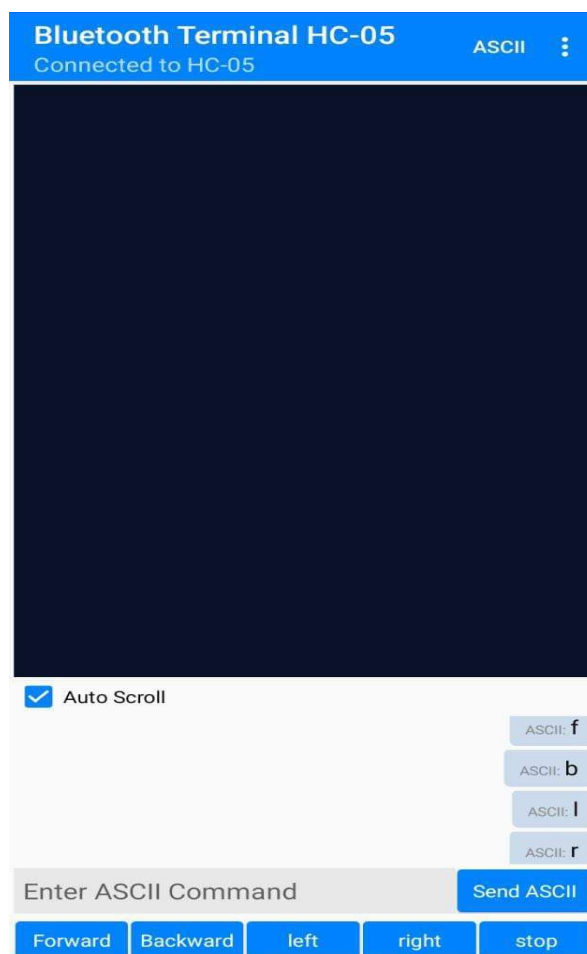 Bluetooth Terminal HC-05
Connected to HC-05
ASCII
Auto Scroll
ASCII: f
ASCII: b
ASCII: l
ASCII: r
Enter ASCII Command
Send ASCII
Forward Backward left right stop